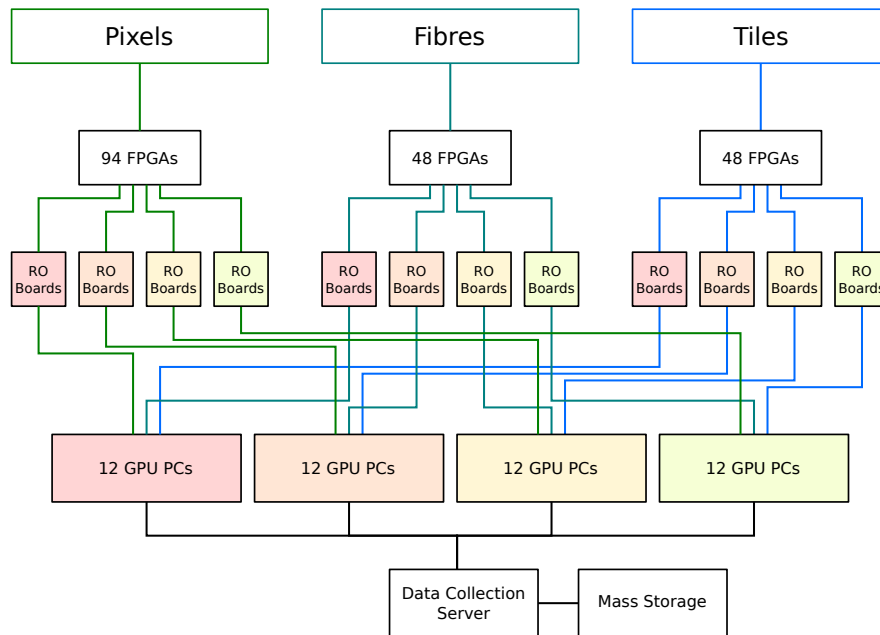 Pixels
Fibres
Tiles
94 FPGAs
48 FPGAs
48 FPGAs
RO
Boards
RO
Boards
RO
Boards
RO
Boards
RO
Boards
RO
Boards
RO
Boards
RO
Boards
RO
Boards
RO
Boards
RO
Boards
RO
Boards
12 GPU PCs
12 GPU PCs
12 GPU PCs
12 GPU PCs
Data Collection
Server
Mass Storage